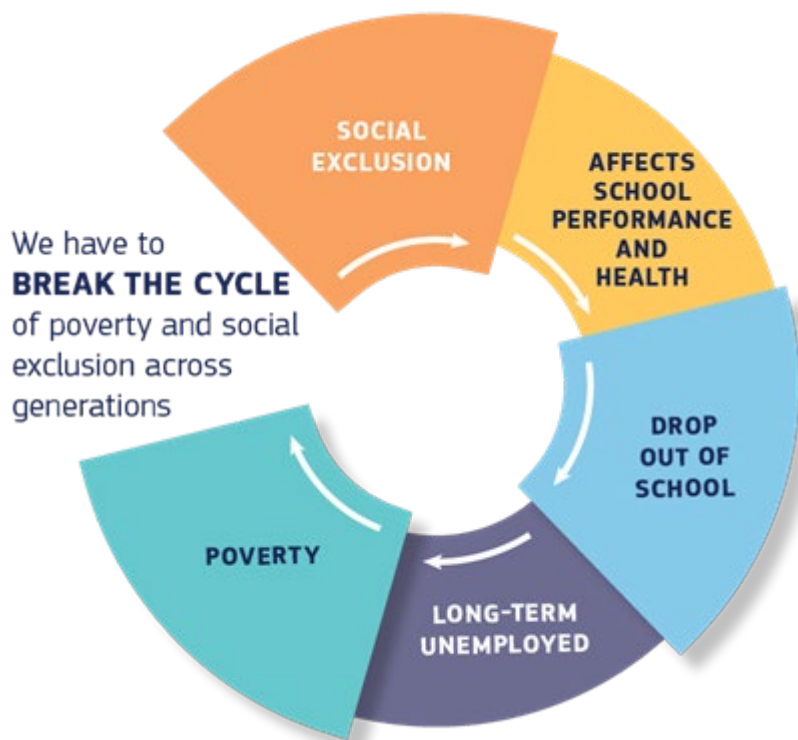 We have to
BREAK THE CYCLE
of poverty and social
exclusion across
generations
SOCIAL
EXCLUSION
AFFECTS
SCHOOL
PERFORMANCE
AND
HEALTH
DROP
OUT OF
SCHOOL
LONG-TERM
UNEMPLOYED
POVERTY